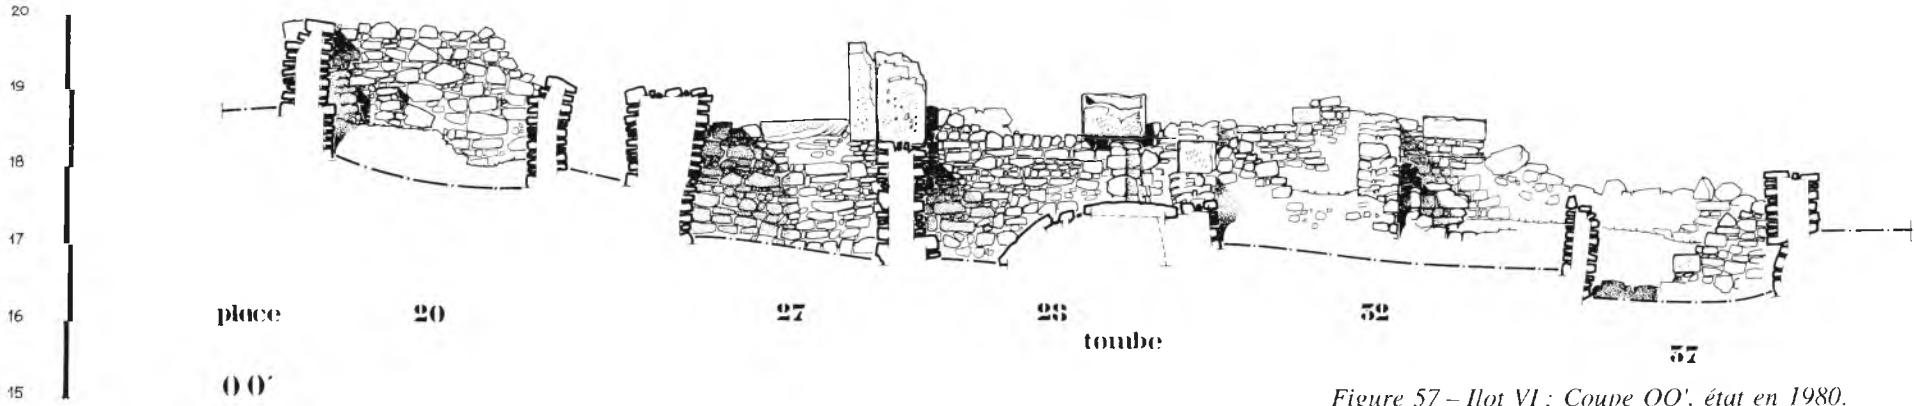 20
19
18
17
16
15
place 20 27 28 32
tombe
37
OO'
Figure 57 – Ilot VI : Coupe OO', état en 1980.